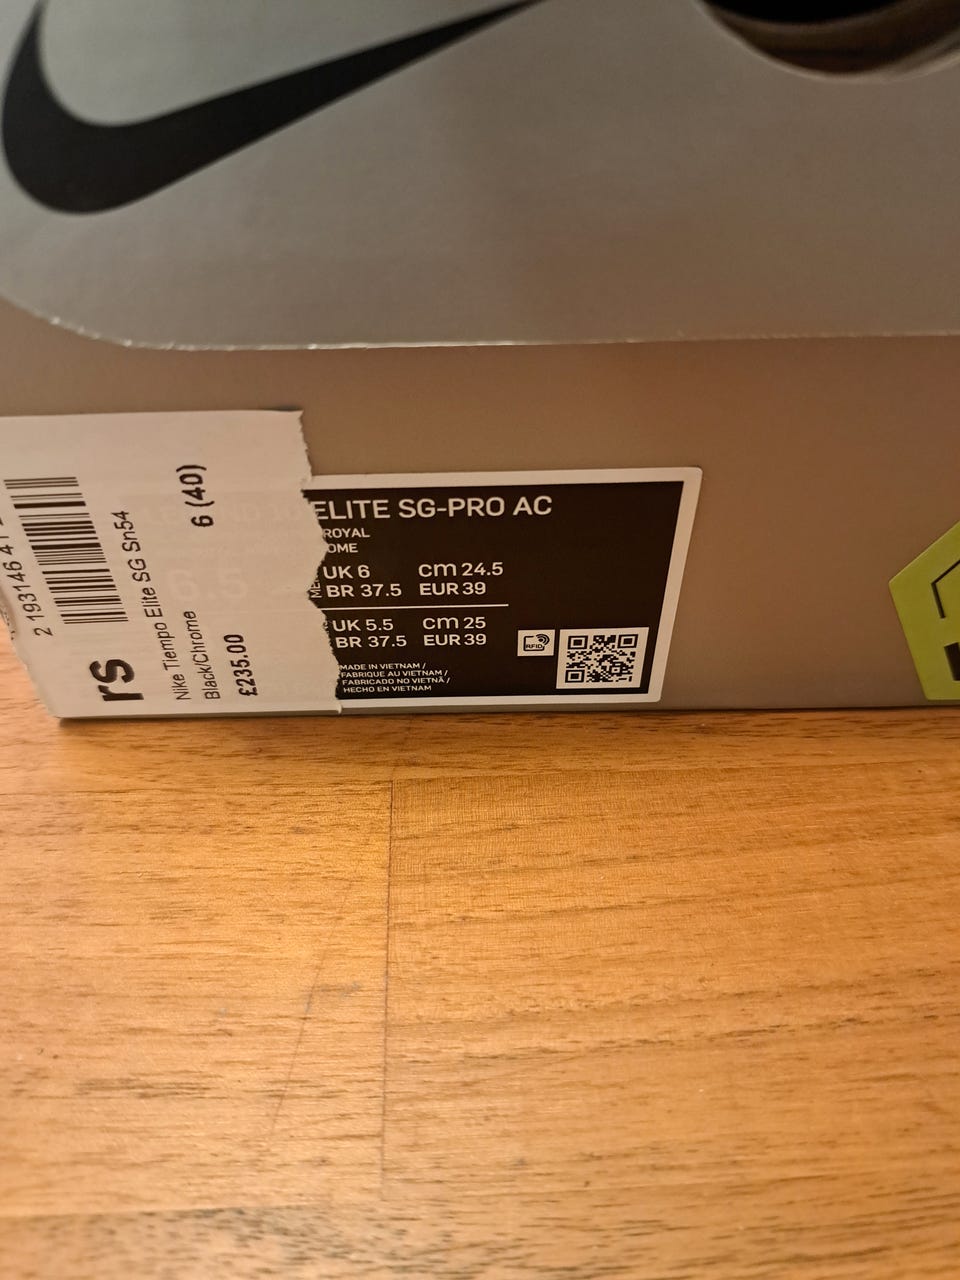 2 193146 41
rs
Nike Tiempo Elite SG Sn54
Black/Chrome
6 (40)
£235.00
6.5
ELITE SG-PRO AC
ROYAL
OME
UK 6 cm 24.5
BR 37.5 EUR 39
UK 5.5 cm 25
BR 37.5 EUR 39
RFID
MADE IN VIETNAM /
FABRIQUE AU VIETNAM /
FABRICADO NO VIETNÃ /
HECHO EN VIETNAM